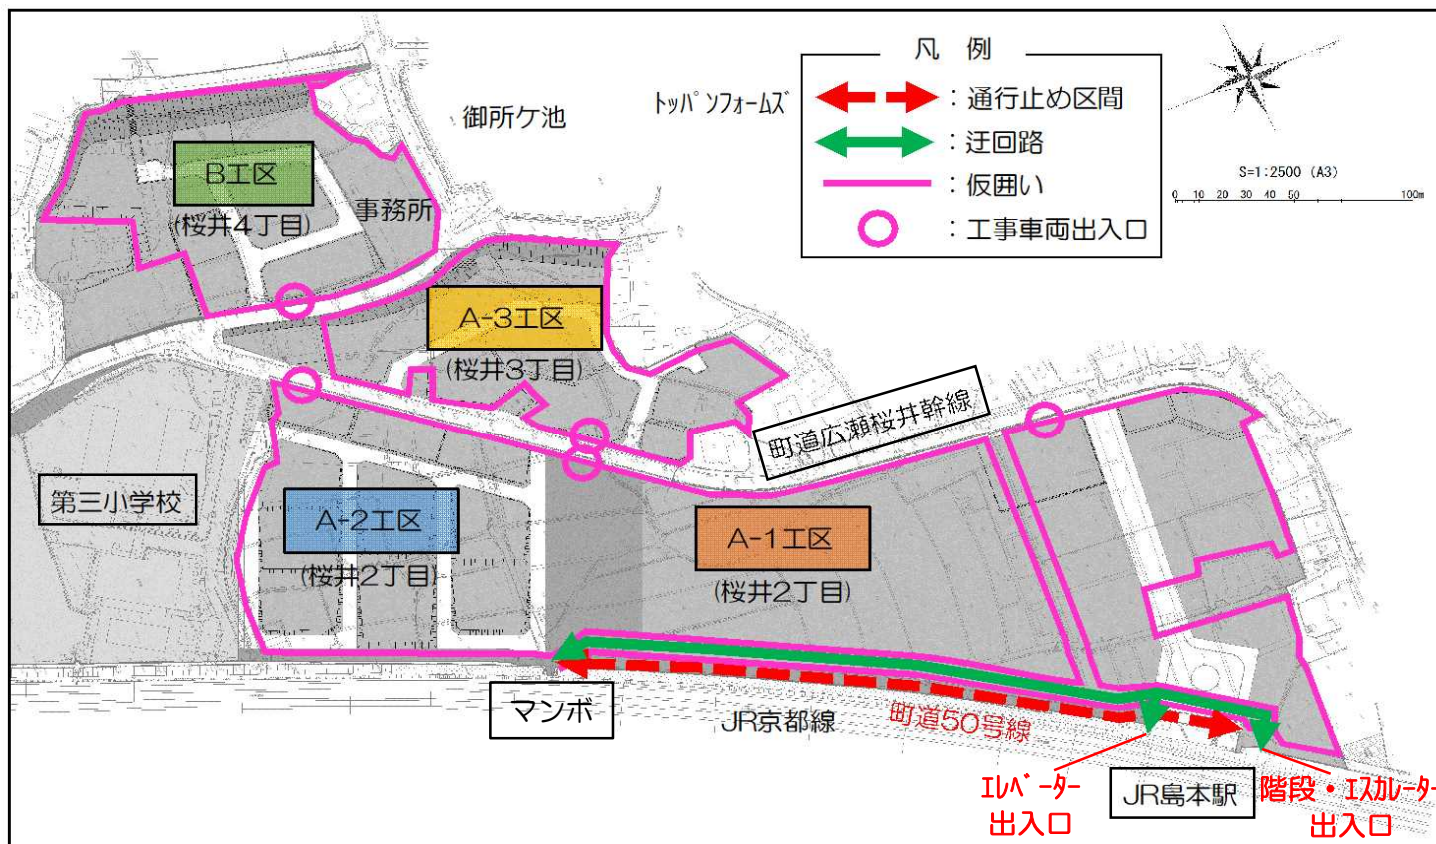 凡 例
：通行止め区間
：迂回路
：仮囲い
：工事車両出入口
S=1:2500 (A3)
0 10 20 30 40 50 100m
御所ケ池
ﾄｯﾊﾟﾝﾌｫｰﾑｽﾞ
B工区
(桜井4丁目)
事務所
A-3工区
(桜井3丁目)
町道広瀬桜井幹線
第三小学校
A-2工区
(桜井2丁目)
A-1工区
(桜井2丁目)
マンボ
JR京都線
町道50号線
ｴﾚﾍﾞｰﾀｰ
出入口
JR島本駅
階段・ｴｽｶﾚｰﾀｰ
出入口